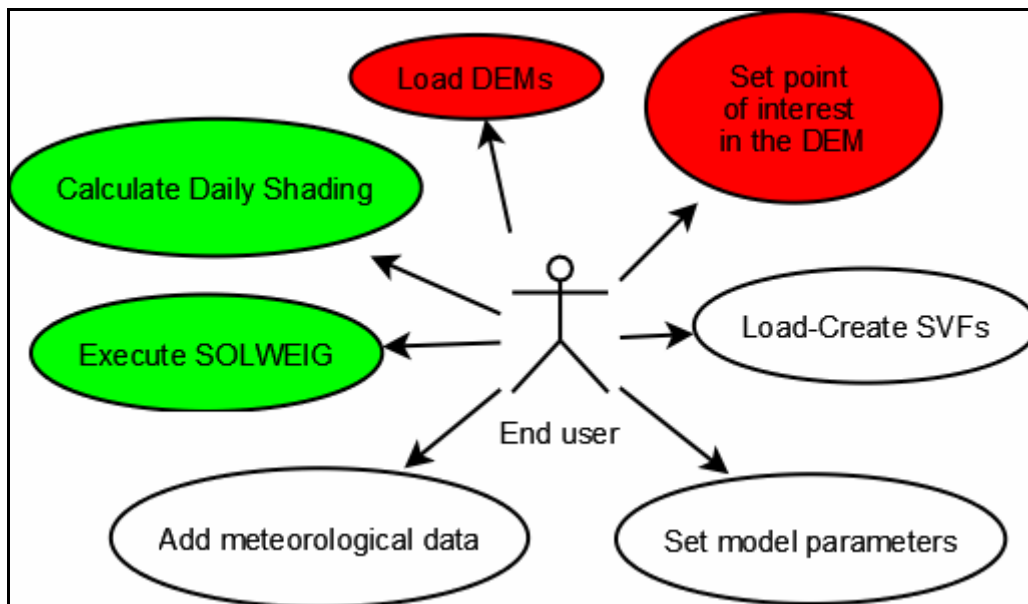 Load DEMs
Set point
of interest
in the DEM
Calculate Daily Shading
Load-Create SVFs
Execute SOLWEIG
End user
Add meteorological data
Set model parameters